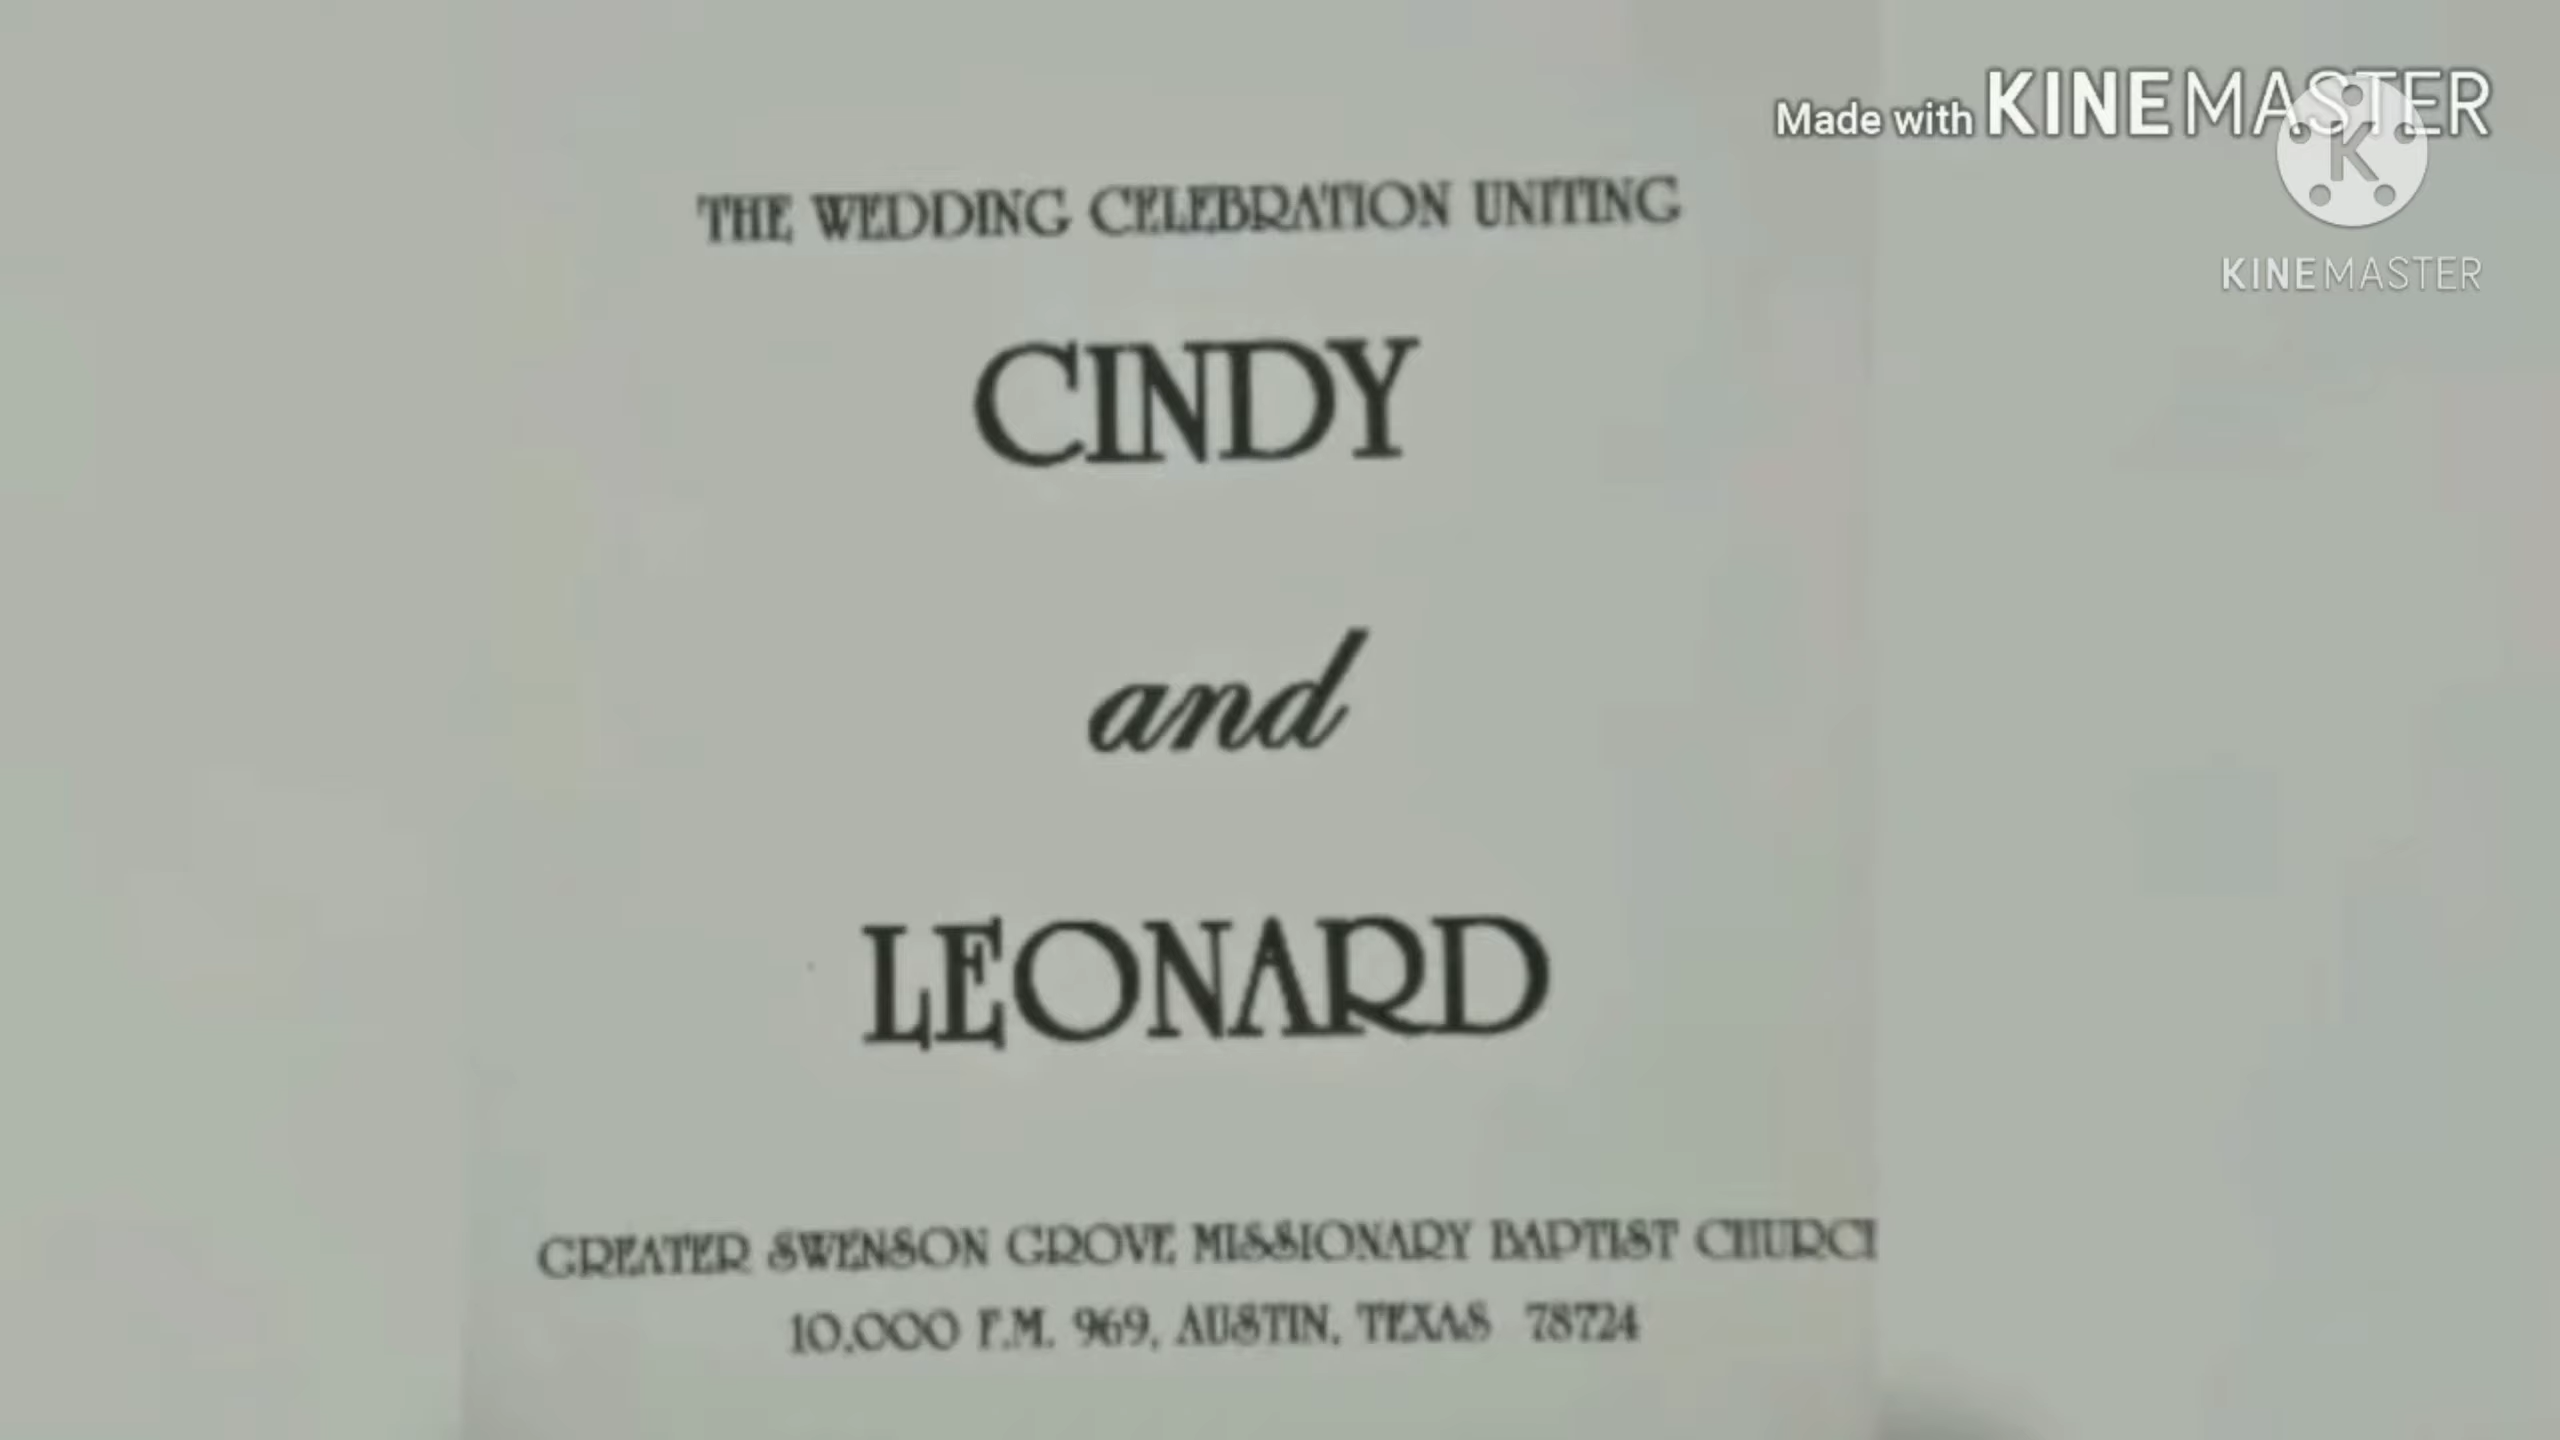 Made with KINEMASTER
K
KINEMASTER
THE WEDDING CELEBRATION UNITING
CINDY
and
LEONARD
GREATER SWENSON GROVE MISSIONARY BAPTIST CHURCH
10,000 F.M. 969, AUSTIN, TEXAS 78724